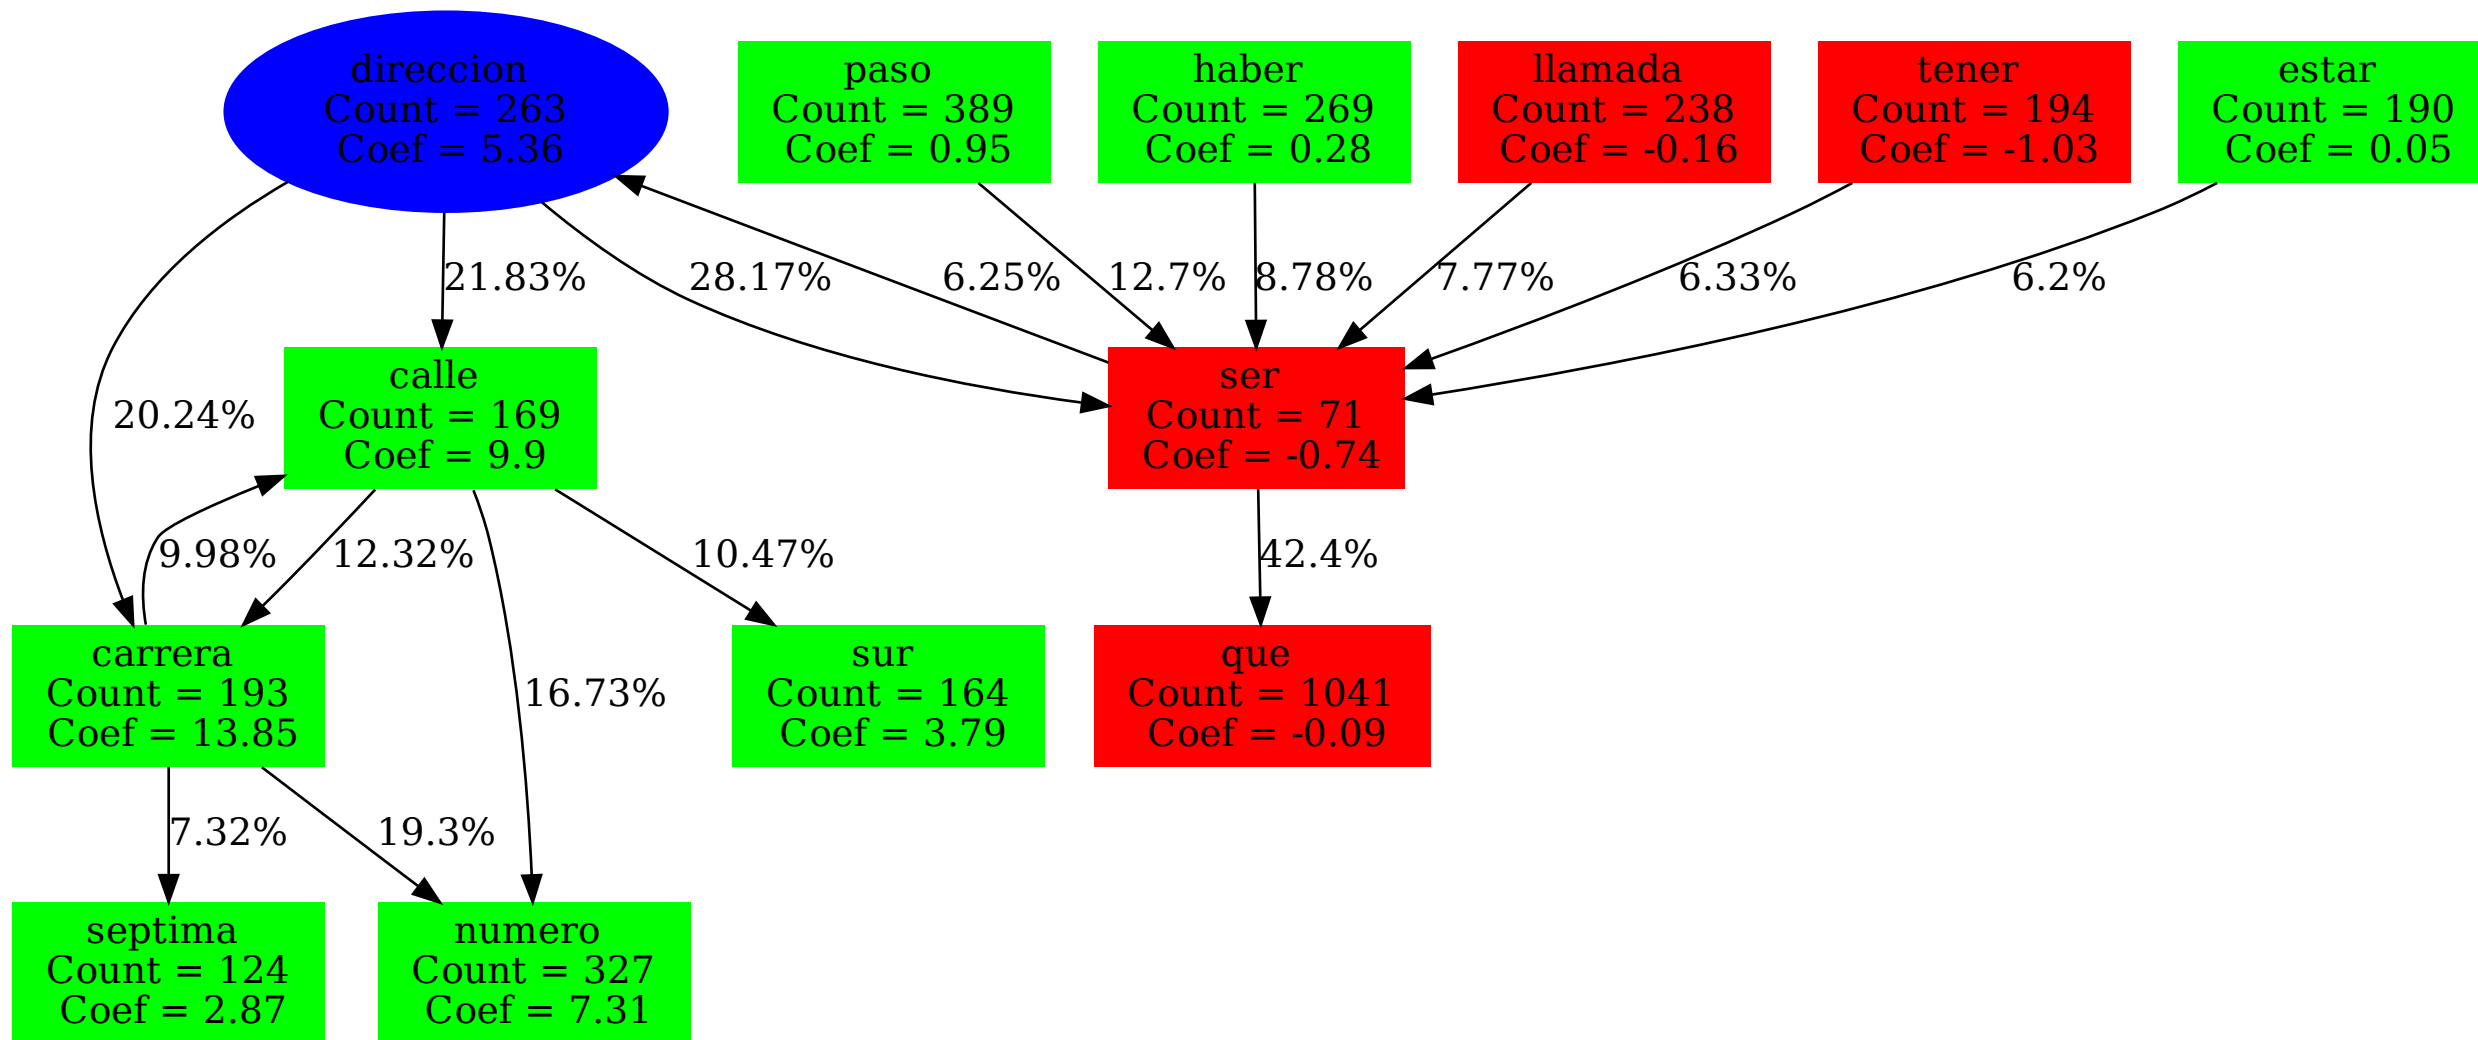 direccion
Count = 263
Coef = 5.36
paso
Count = 389
Coef = 0.95
haber
Count = 269
Coef = 0.28
llamada
Count = 238
Coef = -0.16
tener
Count = 194
Coef = -1.03
estar
Count = 190
Coef = 0.05
21.83%
28.17%
6.25%
12.7%
8.78%
7.77%
6.33%
6.2%
20.24%
calle
Count = 169
Coef = 9.9
ser
Count = 71
Coef = -0.74
9.98%
12.32%
10.47%
42.4%
carrera
Count = 193
Coef = 13.85
16.73%
sur
Count = 164
Coef = 3.79
que
Count = 1041
Coef = -0.09
7.32%
19.3%
septima
Count = 124
Coef = 2.87
numero
Count = 327
Coef = 7.31